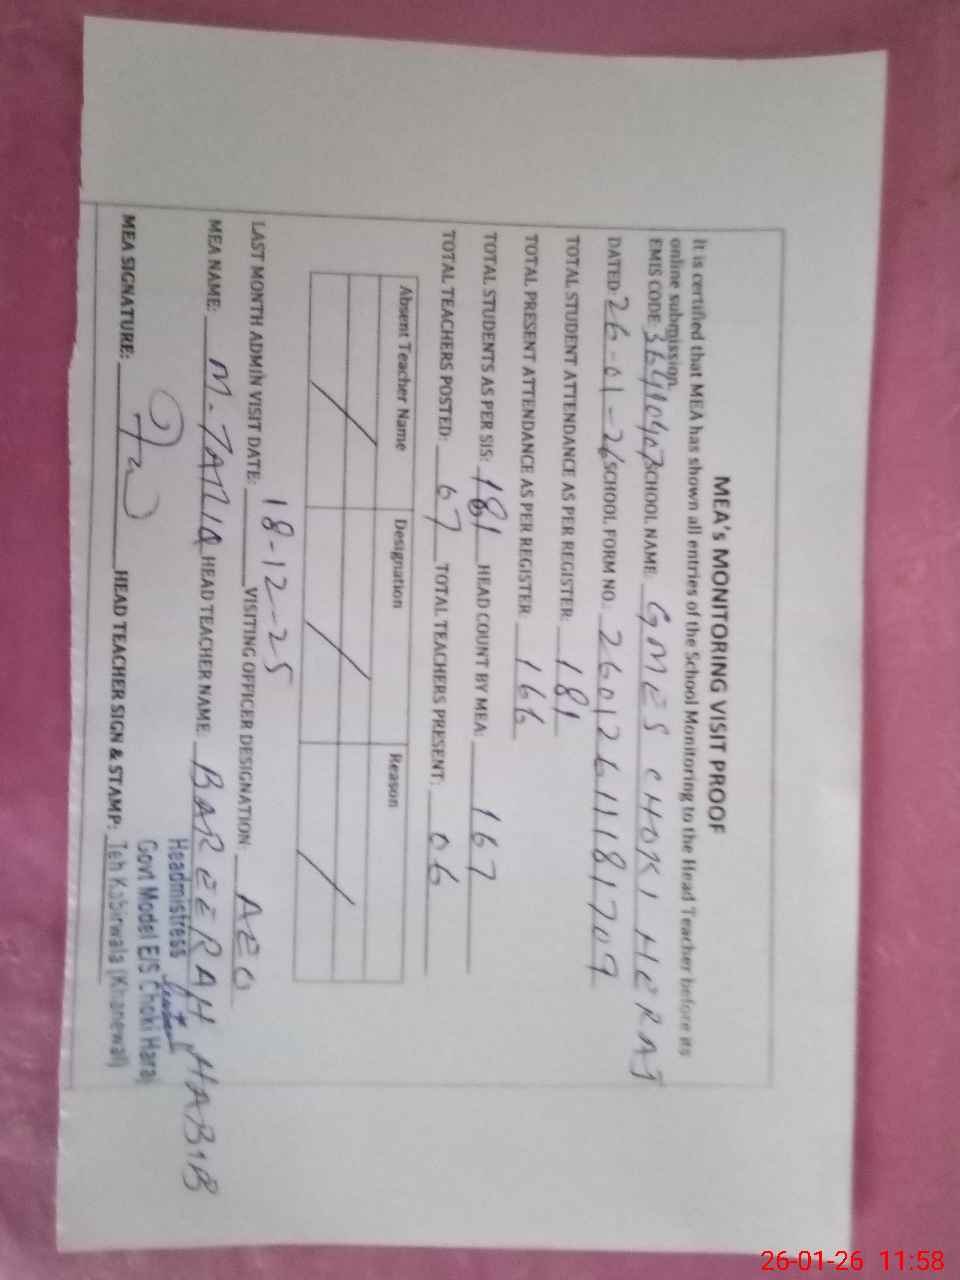 MEA's MONITORING VISIT PROOF
It is certified that MEA has shown all entries of the School Monitoring to the Head Teacher before its
online submission.
EMIS CODE: SCHOOL NAME: GMES CHOKI HERAJ
DATED 26-01-26 SCHOOL FORM NO.: 26012611181709
TOTAL STUDENT ATTENDANCE AS PER REGISTER: 181
TOTAL PRESENT ATTENDANCE AS PER REGISTER: 166
TOTAL STUDENTS AS PER SIS: 181 HEAD COUNT BY MEA: 167
TOTAL TEACHERS POSTED: 07 TOTAL TEACHERS PRESENT: 06
Absent Teacher Name Designation Reason
LAST MONTH ADMIN VISIT DATE: 18-12-25 VISITING OFFICER DESIGNATION: AEO
MEA NAME: M-TARIQ HEAD TEACHER NAME: BAREERAH HABIB
MEA SIGNATURE: HEAD TEACHER SIGN & STAMP:
Headmistress
Govt Model E/S Choki Haraj
Teh Kabirwala (Khanewal)
26-01-26 11:58